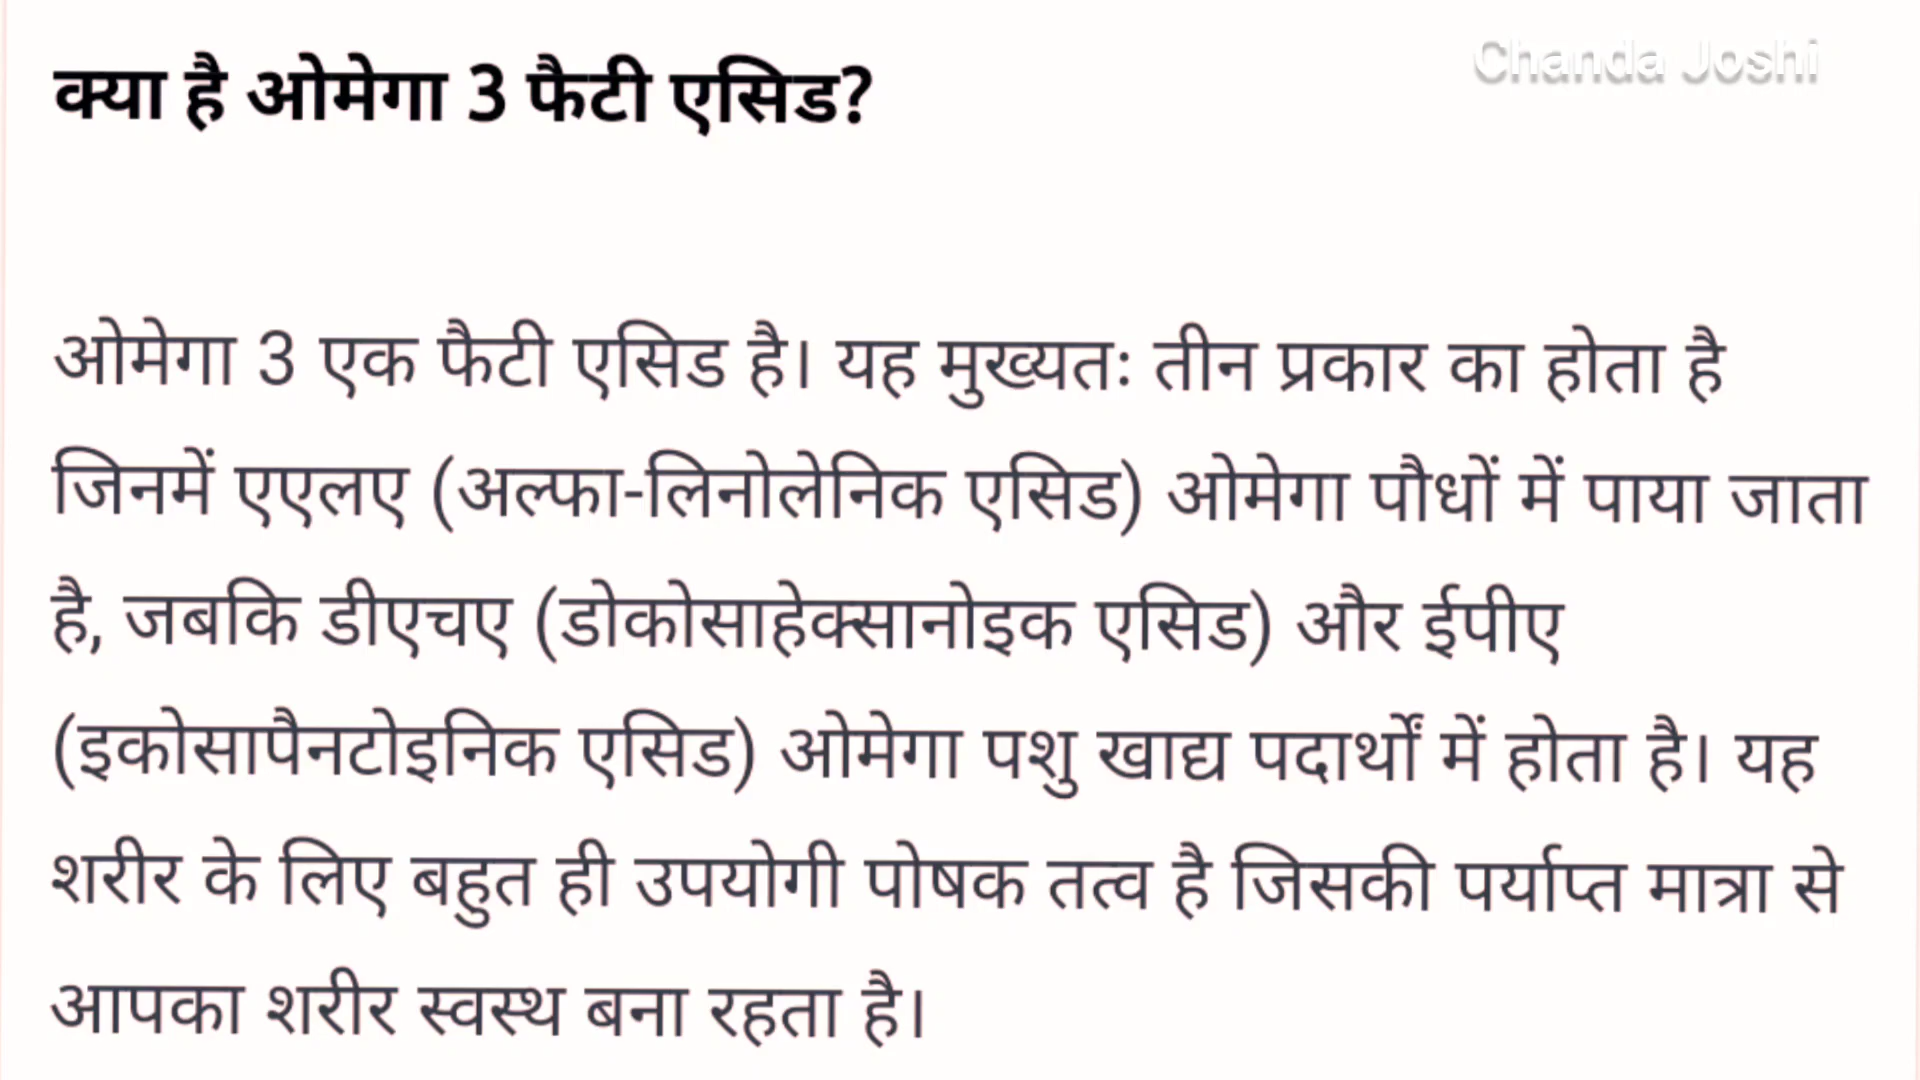 Chanda Joshi
क्या है ओमेगा 3 फैटी एसिड?
ओमेगा 3 एक फैटी एसिड है। यह मुख्यतः तीन प्रकार का होता है
जिनमें एएलए (अल्फा-लिनोलेनिक एसिड) ओमेगा पौधों में पाया जाता
है, जबकि डीएचए (डोकोसाहेक्सानोइक एसिड) और ईपीए
(इकोसापैनटोइनिक एसिड) ओमेगा पशु खाद्य पदार्थों में होता है। यह
शरीर के लिए बहुत ही उपयोगी पोषक तत्व है जिसकी पर्याप्त मात्रा से
आपका शरीर स्वस्थ बना रहता है।